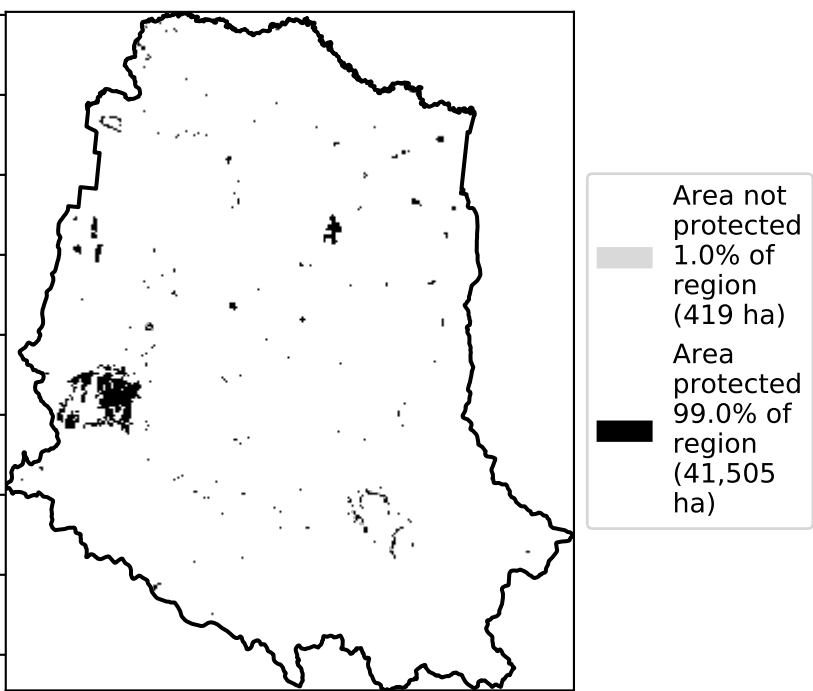 Area not
protected
1.0% of
region
(419 ha)
Area
protected
99.0% of
region
(41,505
ha)